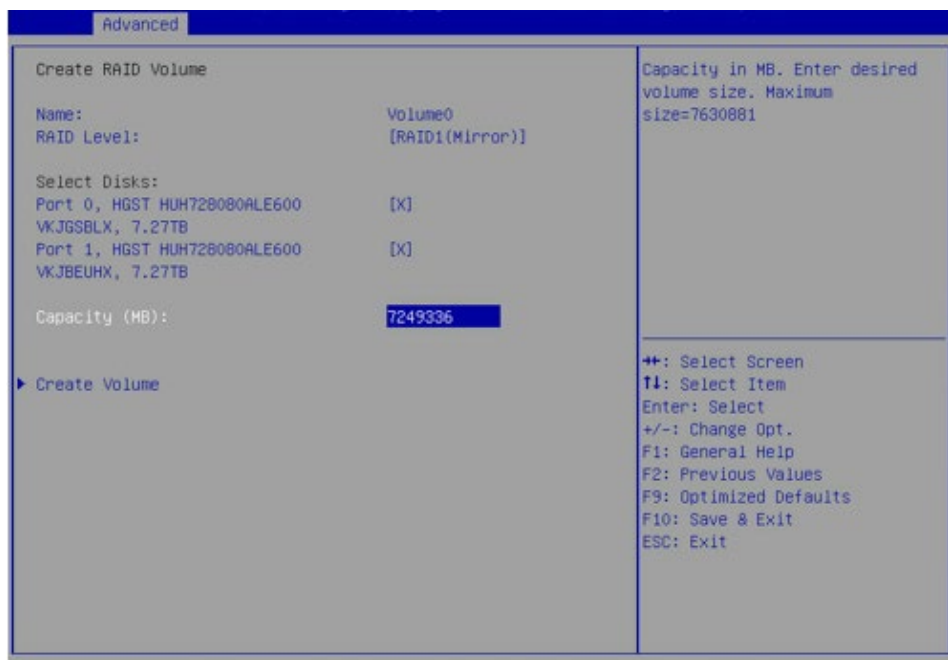 Advanced
Create RAID Volume
Name: Volume0
RAID Level: [RAID1(Mirror)]
Select Disks:
Port 0, HGST HUH728080ALE600 [X]
VKJGSBLX, 7.27TB
Port 1, HGST HUH728080ALE600 [X]
VKJBEUHX, 7.27TB
Capacity (MB): 7249336
Create Volume
Capacity in MB. Enter desired
volume size. Maximum
size=7630881
→←: Select Screen
↑↓: Select Item
Enter: Select
+/-: Change Opt.
F1: General Help
F2: Previous Values
F9: Optimized Defaults
F10: Save & Exit
ESC: Exit